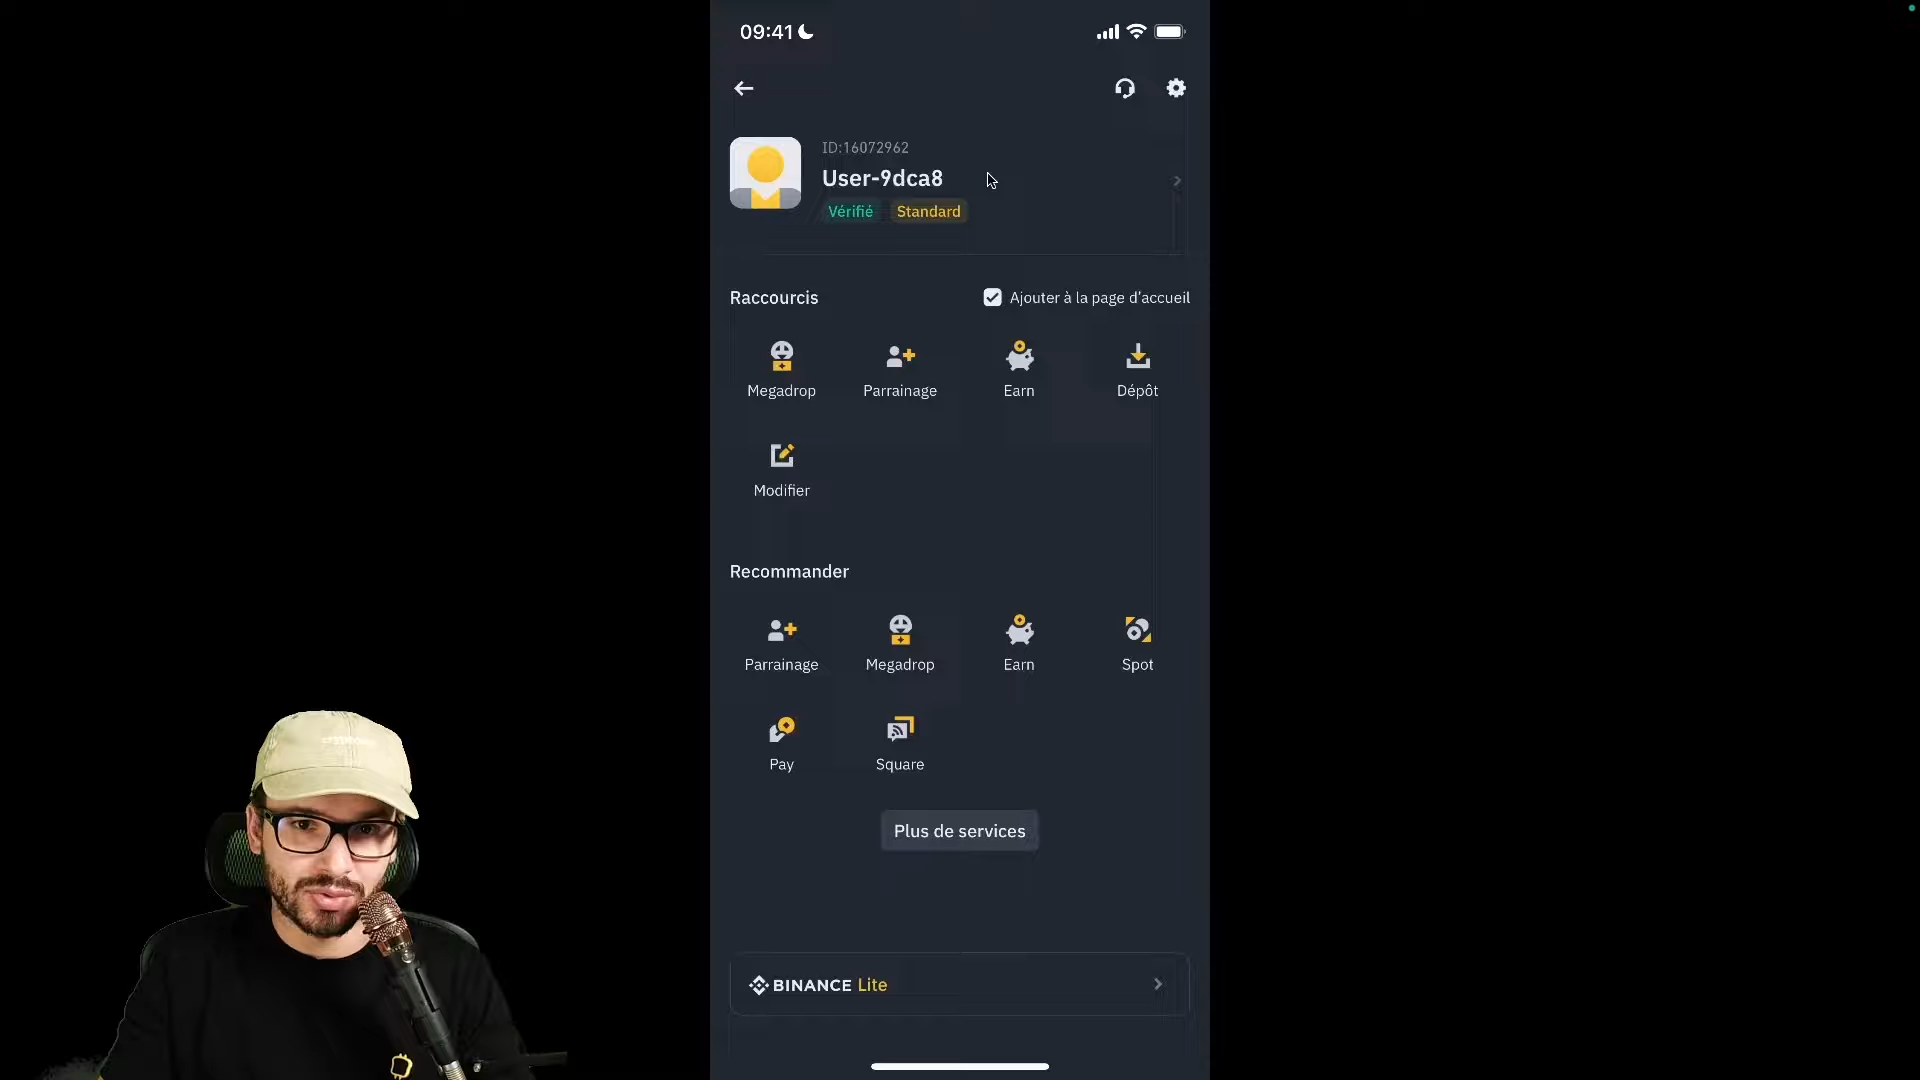 09:41
ID:16072962
User-9dca8
Vérifié Standard
Raccourcis
Ajouter à la page d'accueil
Megadrop Parrainage Earn Dépôt
Modifier
Recommander
Parrainage Megadrop Earn Spot
Pay Square
Plus de services
BINANCE Lite